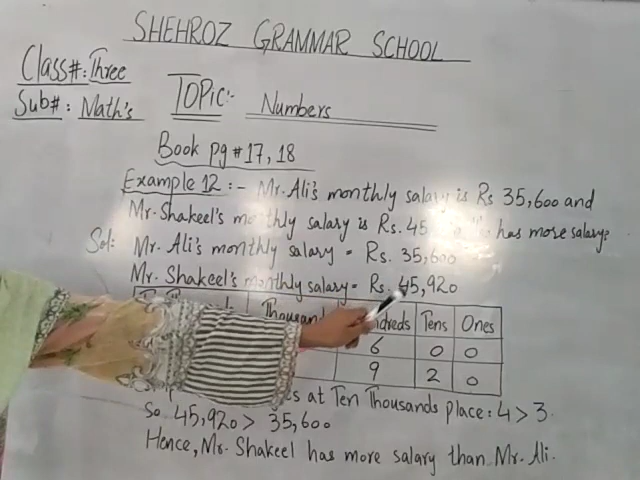 SHEHROZ GRAMMAR SCHOOL
Class#: Three
Sub#: Math's
TOPIC:- Numbers
Book pg #17,18
Example 12 :- Mr. Ali's monthly salary is Rs 35,600 and
Mr. Shakeel's monthly salary is Rs. 45, has more salary?
Sol: Mr. Ali's monthly salary = Rs. 35,600
Mr. Shakeel's monthly salary = Rs. 45,920
Tens Ones
6 0 0
9 2 0
at Ten Thousands place: 4 > 3.
So 45,920 > 35,600
Hence, Mr. Shakeel has more salary than Mr. Ali.